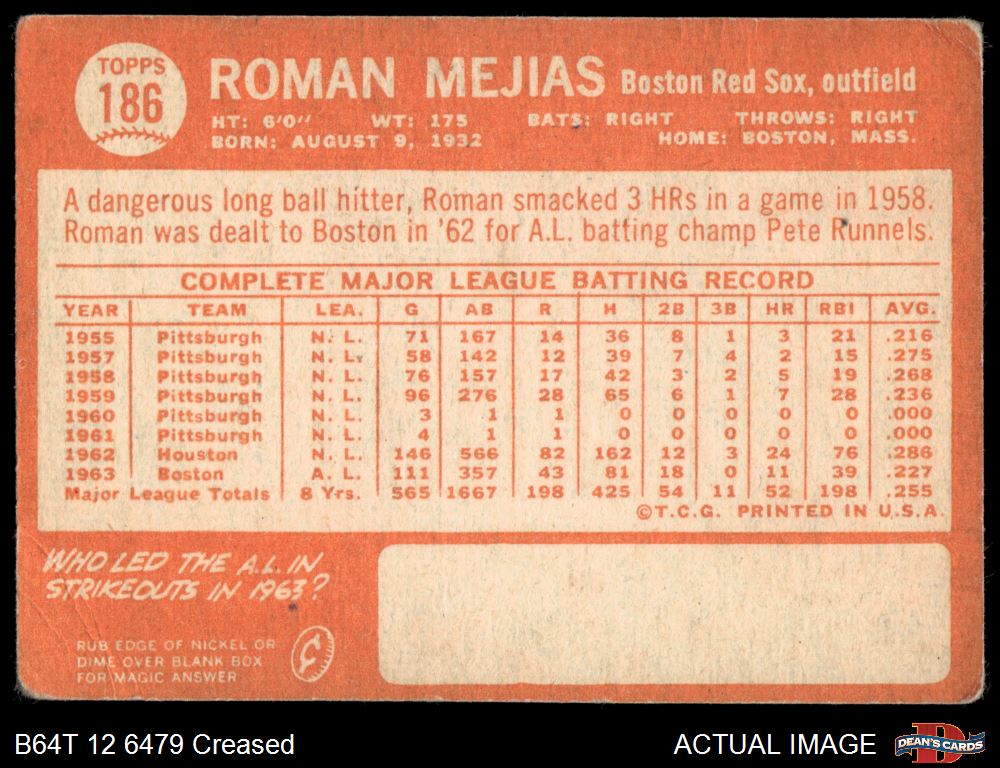 TOPPS
186
ROMAN MEJIAS Boston Red Sox, outfield
HT: 6'0" WT: 175 BATS: RIGHT THROWS: RIGHT
BORN: AUGUST 9, 1932 HOME: BOSTON, MASS.
A dangerous long ball hitter, Roman smacked 3 HRs in a game in 1958.
Roman was dealt to Boston in '62 for A.L. batting champ Pete Runnels.
COMPLETE MAJOR LEAGUE BATTING RECORD
YEAR TEAM LEA. G AB R H 2B 3B HR RBI AVG.
1955 Pittsburgh N. L. 71 167 14 36 8 1 3 21 .216
1957 Pittsburgh N. L. 58 142 12 39 7 4 2 15 .275
1958 Pittsburgh N. L. 76 157 17 42 3 2 5 19 .268
1959 Pittsburgh N. L. 96 276 28 65 6 1 7 28 .236
1960 Pittsburgh N. L. 3 1 1 0 0 0 0 0 .000
1961 Pittsburgh N. L. 4 1 1 0 0 0 0 0 .000
1962 Houston N. L. 146 566 82 162 12 3 24 76 .286
1963 Boston A. L. 111 357 43 81 18 0 11 39 .227
Major League Totals 8 Yrs. 565 1667 198 425 54 11 52 198 .255
©T.C.G. PRINTED IN U.S.A.
WHO LED THE A.L. IN
STRIKEOUTS IN 1963?
RUB EDGE OF NICKEL OR
DIME OVER BLANK BOX
FOR MAGIC ANSWER
¢
B64T 12 6479 Creased
ACTUAL IMAGE
D
DEAN'S CARDS